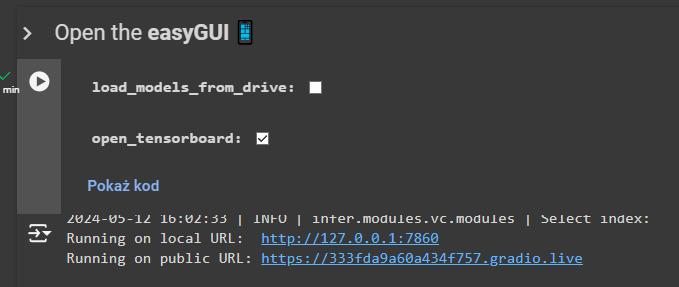 Open the easyGUI
min
load_models_from_drive:
open_tensorboard:
Pokaż kod
2024-05-12 16:02:33 | INFO | infer.modules.vc.modules | Select index:
Running on local URL: http://127.0.0.1:7860
Running on public URL: https://333fda9a60a434f757.gradio.live